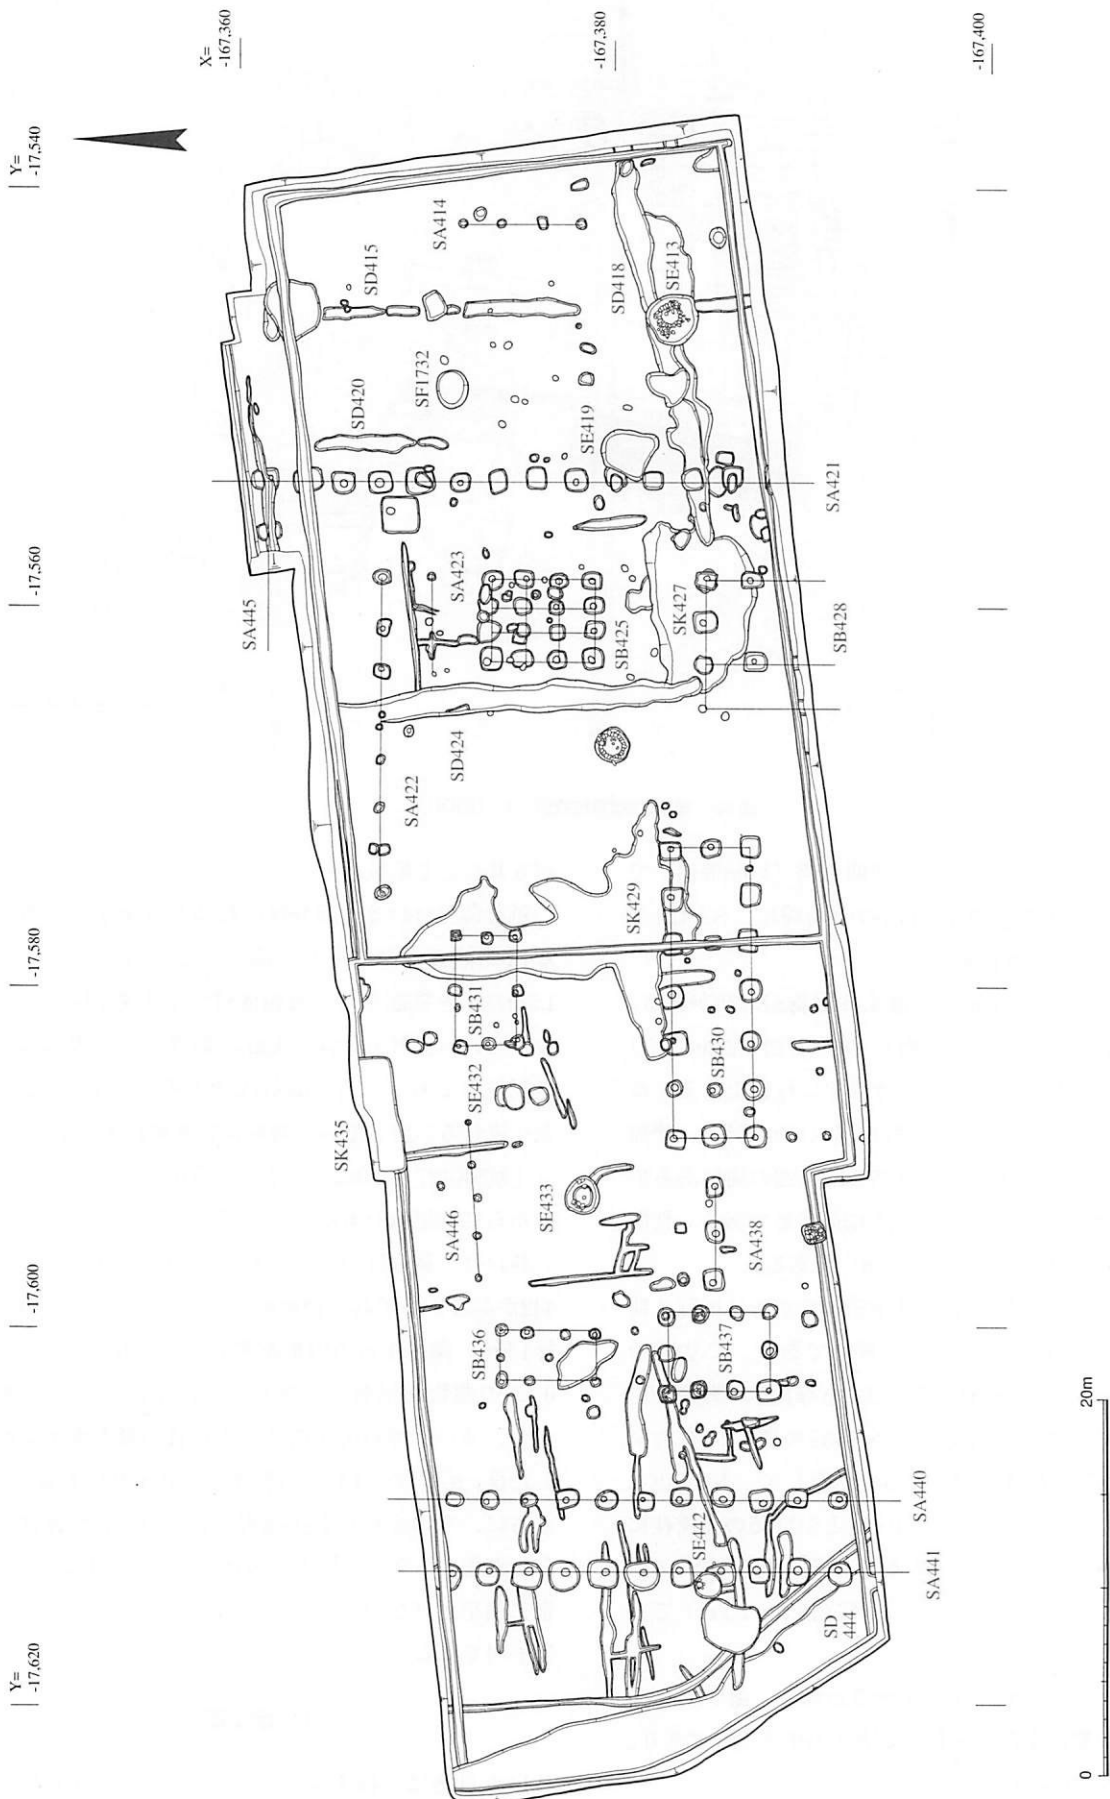 X=
-167,360
-167,380
-167,400
Y=
-17,540
-17,560
-17,580
-17,600
Y=
-17,620
SA414
SD415
SD418
SE413
SF1732
SD420
SE419
SA421
SA445
SA423
SB425
SK427
SB428
SD424
SA422
SK429
SB431
SB430
SE432
SK435
SE433
SA446
SA438
SB436
SB437
SA440
SE442
SA441
SD
444
0
20m